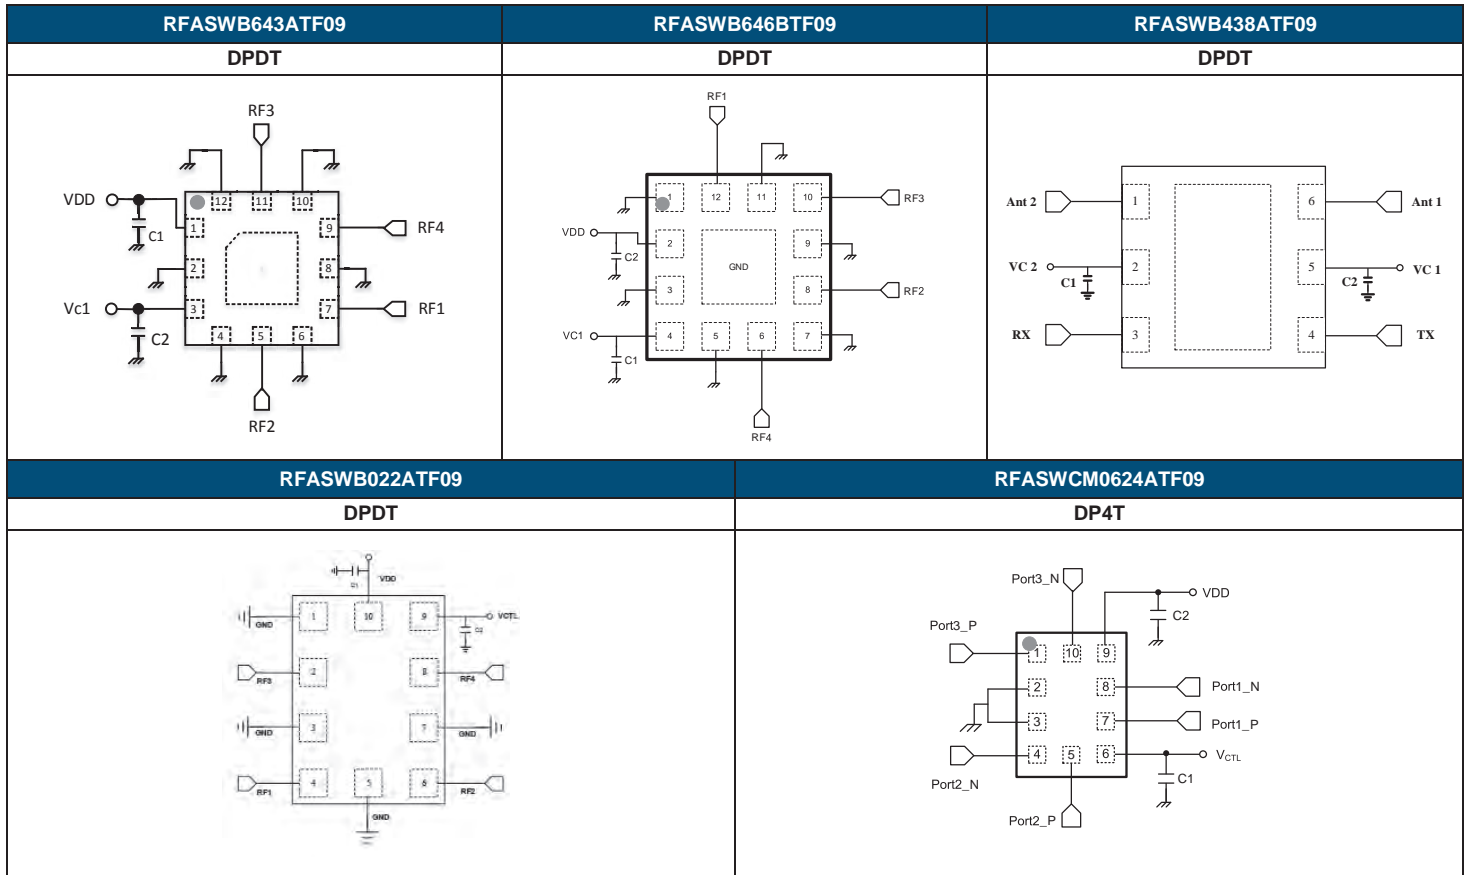 RFASWB643ATF09 RFASWB646BTF09 RFASWB438ATF09
DPDT DPDT DPDT
RF3
VDD
C1
12 11 10
1 9 RF4
2 8
Vc1 3 7 RF1
C2
4 5 6
RF2
RF1
1 12 11 10 RF3
VDD 2 9
C2
GND
3 8 RF2
VC1 4 5 6 7
C1
RF4
Ant 2 1 6 Ant 1
VC 2 2 5 VC 1
C1 C2
RX 3 4 TX
RFASWB022ATF09 RFASWCM0624ATF09
DPDT DP4T
VDD
GND 1 10 9 VCTL
C2
RF3 2 8 RF4
GND 3 7 GND
RF1 4 5 6 RF2
GND
Port3_N
VDD
C2
Port3_P
1 10 9
2 8 Port1_N
3 7 Port1_P
4 5 6 VCTL
Port2_N
C1
Port2_P